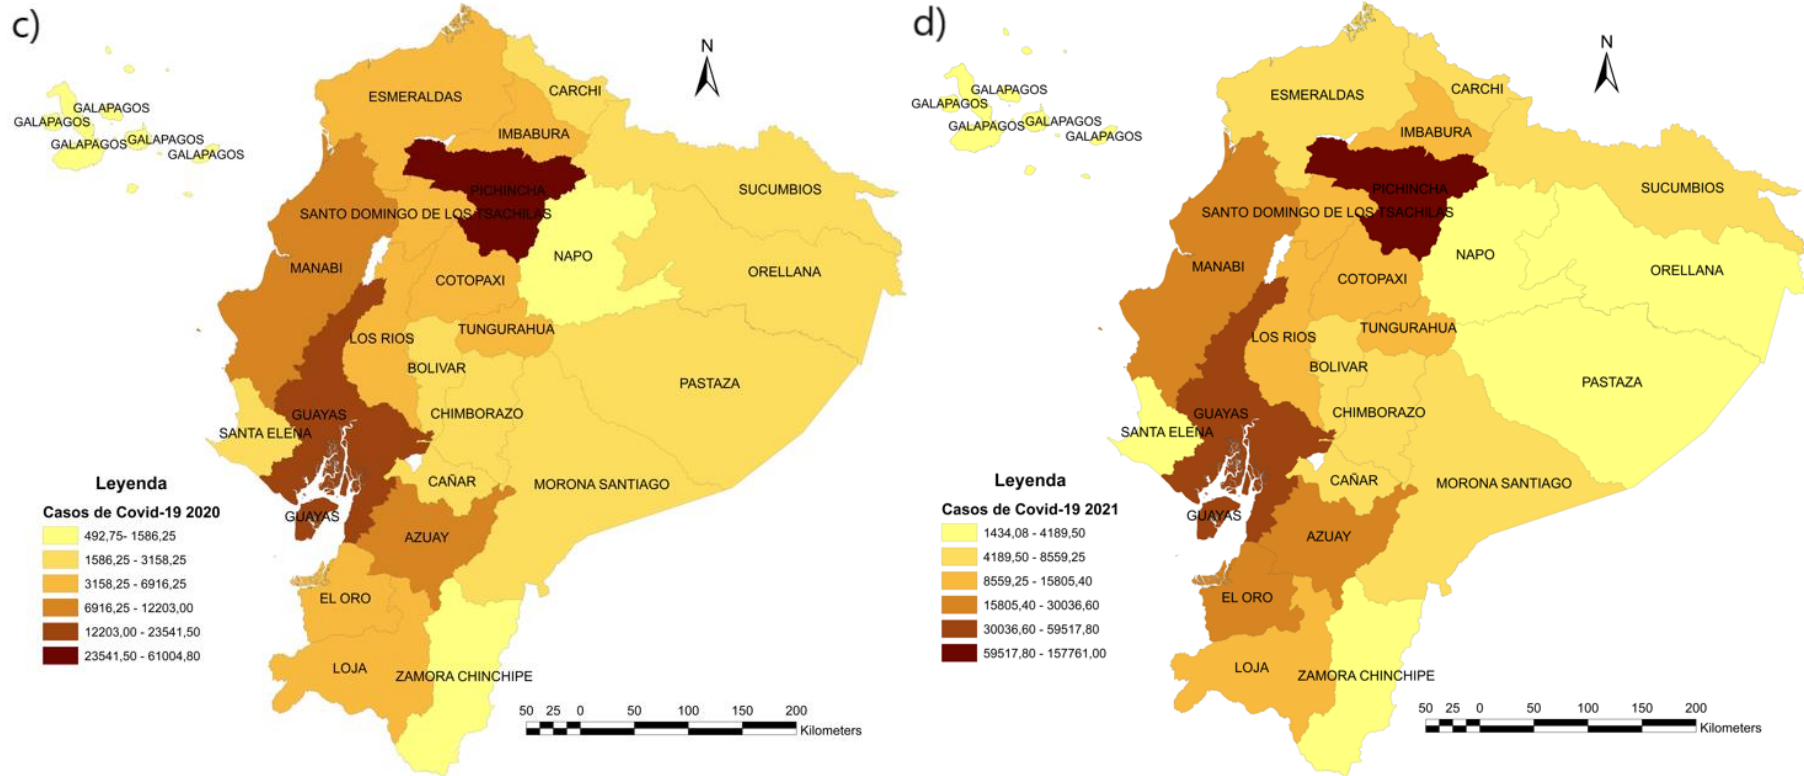 c)
N
GALAPAGOS
GALAPAGOS
GALAPAGOS
GALAPAGOS
GALAPAGOS
ESMERALDAS
CARCHI
IMBABURA
PICHINCHA
SUCUMBIOS
SANTO DOMINGO DE LOS TSACHILAS
MANABI
NAPO
ORELLANA
COTOPAXI
TUNGURAHUA
LOS RIOS
BOLIVAR
PASTAZA
GUAYAS
CHIMBORAZO
SANTA ELENA
CAÑAR
MORONA SANTIAGO
GUAYAS
AZUAY
EL ORO
LOJA
ZAMORA CHINCHIPE
Leyenda
Casos de Covid-19 2020
492,75- 1586,25
1586,25 - 3158,25
3158,25 - 6916,25
6916,25 - 12203,00
12203,00 - 23541,50
23541,50 - 61004,80
50 25 0 50 100 150 200
Kilometers
d)
N
GALAPAGOS
GALAPAGOS
GALAPAGOS
GALAPAGOS
GALAPAGOS
ESMERALDAS
CARCHI
IMBABURA
PICHINCHA
SUCUMBIOS
SANTO DOMINGO DE LOS TSACHILAS
MANABI
NAPO
ORELLANA
COTOPAXI
TUNGURAHUA
LOS RIOS
BOLIVAR
PASTAZA
GUAYAS
CHIMBORAZO
SANTA ELENA
CAÑAR
MORONA SANTIAGO
GUAYAS
AZUAY
EL ORO
LOJA
ZAMORA CHINCHIPE
Leyenda
Casos de Covid-19 2021
1434,08 - 4189,50
4189,50 - 8559,25
8559,25 - 15805,40
15805,40 - 30036,60
30036,60 - 59517,80
59517,80 - 157761,00
50 25 0 50 100 150 200
Kilometers